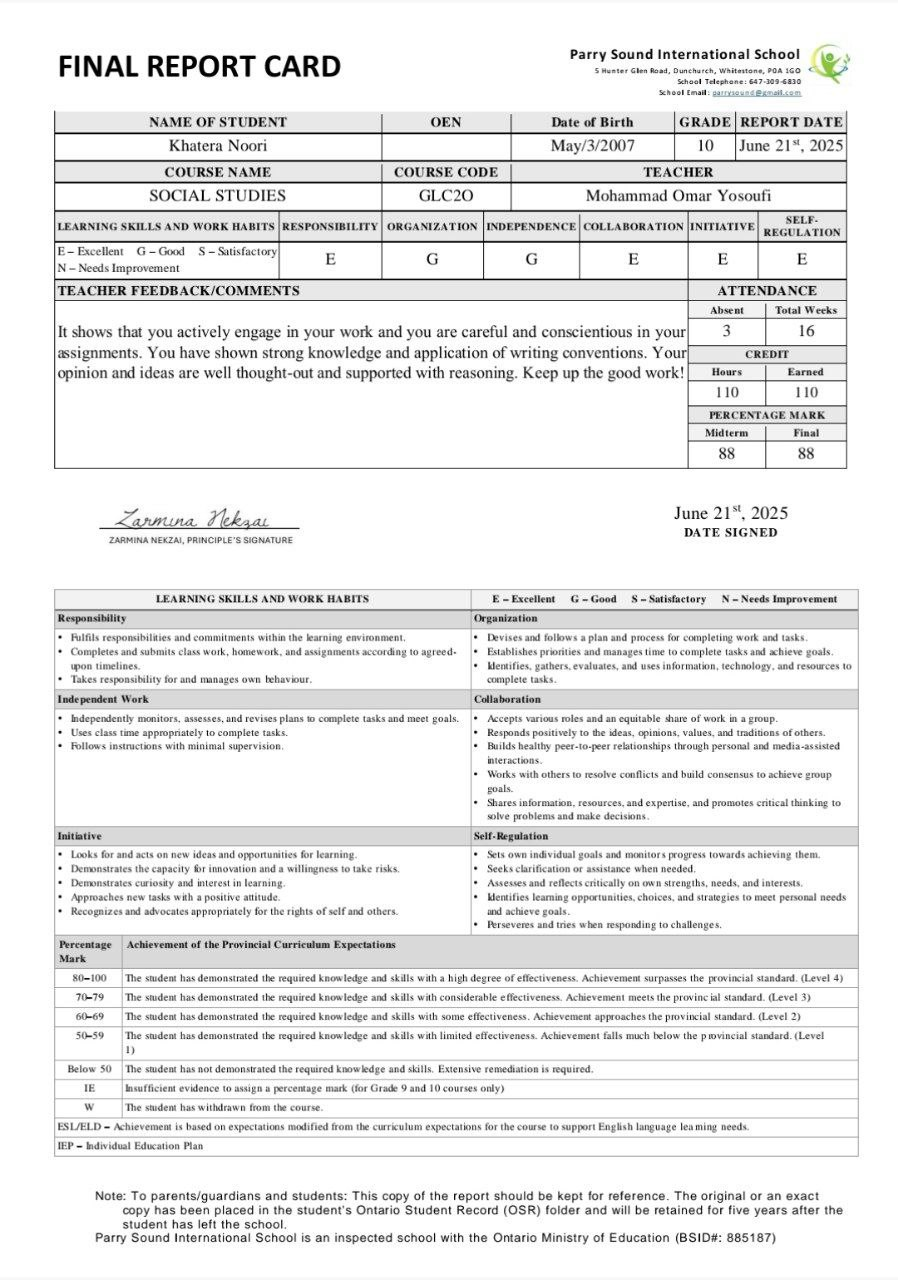 FINAL REPORT CARD
Parry Sound International School
5 Hunter Glen Road, Dunchurch, Whitestone, P0A 1G0
School Telephone: 647-309-6830
School Email: parrysound@gmail.com
NAME OF STUDENT OEN Date of Birth GRADE REPORT DATE
Khatera Noori May/3/2007 10 June 21st, 2025
COURSE NAME COURSE CODE TEACHER
SOCIAL STUDIES GLC2O Mohammad Omar Yosoufi
LEARNING SKILLS AND WORK HABITS RESPONSIBILITY ORGANIZATION INDEPENDENCE COLLABORATION INITIATIVE SELF-
REGULATION
E – Excellent G – Good S – Satisfactory
N – Needs Improvement
E G G E E E
TEACHER FEEDBACK/COMMENTS
It shows that you actively engage in your work and you are careful and conscientious in your
assignments. You have shown strong knowledge and application of writing conventions. Your
opinion and ideas are well thought-out and supported with reasoning. Keep up the good work!
ATTENDANCE
Absent Total Weeks
3 16
CREDIT
Hours Earned
110 110
PERCENTAGE MARK
Midterm Final
88 88
Zarmina Nekzai
ZARMINA NEKZAI, PRINCIPLE'S SIGNATURE
June 21st, 2025
DATE SIGNED
LEARNING SKILLS AND WORK HABITS E – Excellent G – Good S – Satisfactory N – Needs Improvement
Responsibility
• Fulfils responsibilities and commitments within the learning environment.
• Completes and submits class work, homework, and assignments according to agreed-
upon timelines.
• Takes responsibility for and manages own behaviour.
Organization
• Devises and follows a plan and process for completing work and tasks.
• Establishes priorities and manages time to complete tasks and achieve goals.
• Identifies, gathers, evaluates, and uses information, technology, and resources to
complete tasks.
Independent Work
• Independently monitors, assesses, and revises plans to complete tasks and meet goals.
• Uses class time appropriately to complete tasks.
• Follows instructions with minimal supervision.
Collaboration
• Accepts various roles and an equitable share of work in a group.
• Responds positively to the ideas, opinions, values, and traditions of others.
• Builds healthy peer-to-peer relationships through personal and media-assisted
interactions.
• Works with others to resolve conflicts and build consensus to achieve group
goals.
• Shares information, resources, and expertise, and promotes critical thinking to
solve problems and make decisions.
Initiative
• Looks for and acts on new ideas and opportunities for learning.
• Demonstrates the capacity for innovation and a willingness to take risks.
• Demonstrates curiosity and interest in learning.
• Approaches new tasks with a positive attitude.
• Recognizes and advocates appropriately for the rights of self and others.
Self-Regulation
• Sets own individual goals and monitors progress towards achieving them.
• Seeks clarification or assistance when needed.
• Assesses and reflects critically on own strengths, needs, and interests.
• Identifies learning opportunities, choices, and strategies to meet personal needs
and achieve goals.
• Perseveres and tries when responding to challenges.
Percentage
Mark
Achievement of the Provincial Curriculum Expectations
80–100 The student has demonstrated the required knowledge and skills with a high degree of effectiveness. Achievement surpasses the provincial standard. (Level 4)
70–79 The student has demonstrated the required knowledge and skills with considerable effectiveness. Achievement meets the provincial standard. (Level 3)
60–69 The student has demonstrated the required knowledge and skills with some effectiveness. Achievement approaches the provincial standard. (Level 2)
50–59 The student has demonstrated the required knowledge and skills with limited effectiveness. Achievement falls much below the provincial standard. (Level
1)
Below 50 The student has not demonstrated the required knowledge and skills. Extensive remediation is required.
IE Insufficient evidence to assign a percentage mark (for Grade 9 and 10 courses only)
W The student has withdrawn from the course.
ESL/ELD – Achievement is based on expectations modified from the curriculum expectations for the course to support English language learning needs.
IEP – Individual Education Plan
Note: To parents/guardians and students: This copy of the report should be kept for reference. The original or an exact
copy has been placed in the student's Ontario Student Record (OSR) folder and will be retained for five years after the
student has left the school.
Parry Sound International School is an inspected school with the Ontario Ministry of Education (BSID#: 885187)